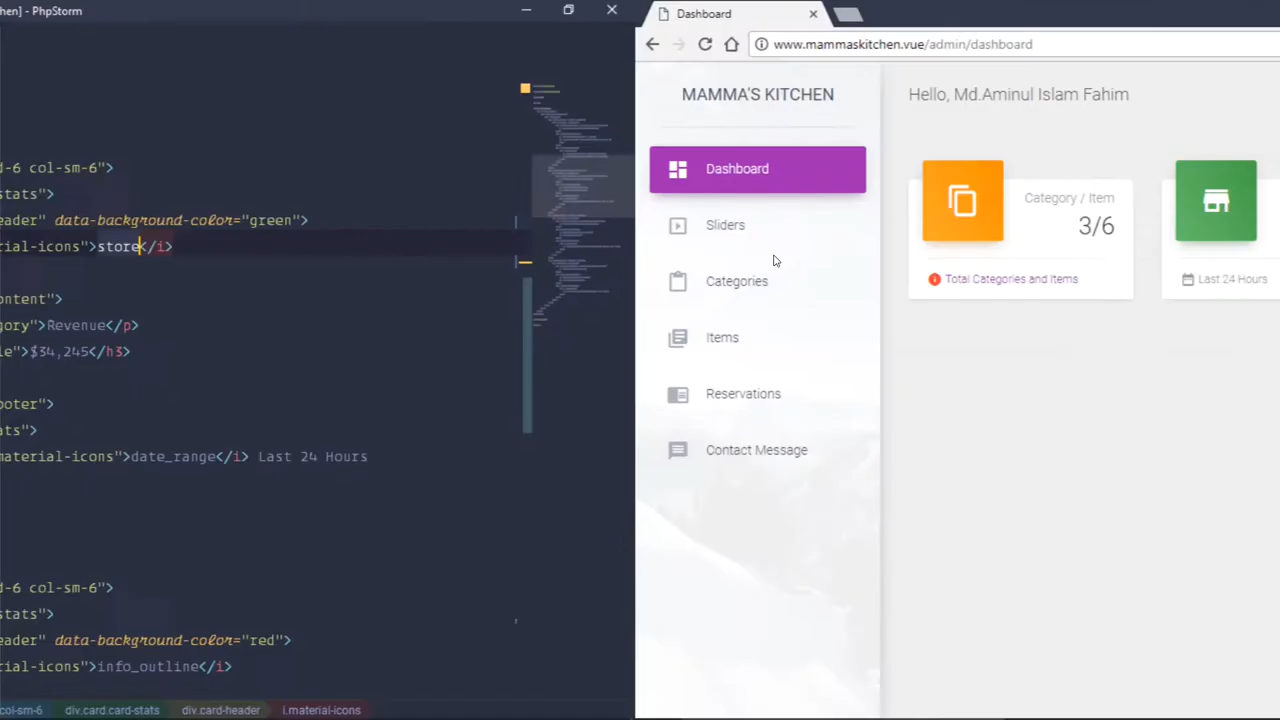 hen] - PhpStorm
d-6 col-sm-6">
stats">
eader" data-background-color="green">
rial-icons">store</i>
ontent">
gory">Revenue</p>
le">$34,245</h3>
ooter">
ats">
material-icons">date_range</i> Last 24 Hours
d-6 col-sm-6">
stats">
eader" data-background-color="red">
rial-icons">info_outline</i>
col-sm-6 div.card.card-stats div.card-header i.material-icons
Dashboard
www.mammaskitchen.vue/admin/dashboard
MAMMA'S KITCHEN
Dashboard
Sliders
Categories
Items
Reservations
Contact Message
Hello, Md.Aminul Islam Fahim
Category / Item
3/6
Total Categories and Items
Last 24 Hours